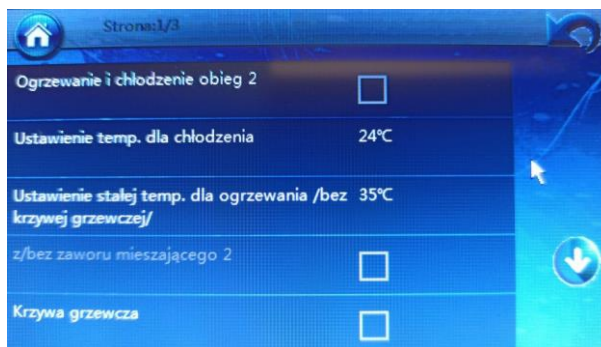 Strona:1/3
Ogrzewanie i chłodzenie obieg 2
Ustawienie temp. dla chłodzenia 24°C
Ustawienie stałej temp. dla ogrzewania /bez 35°C
krzywej grzewczej/
z/bez zaworu mieszającego 2
Krzywa grzewcza